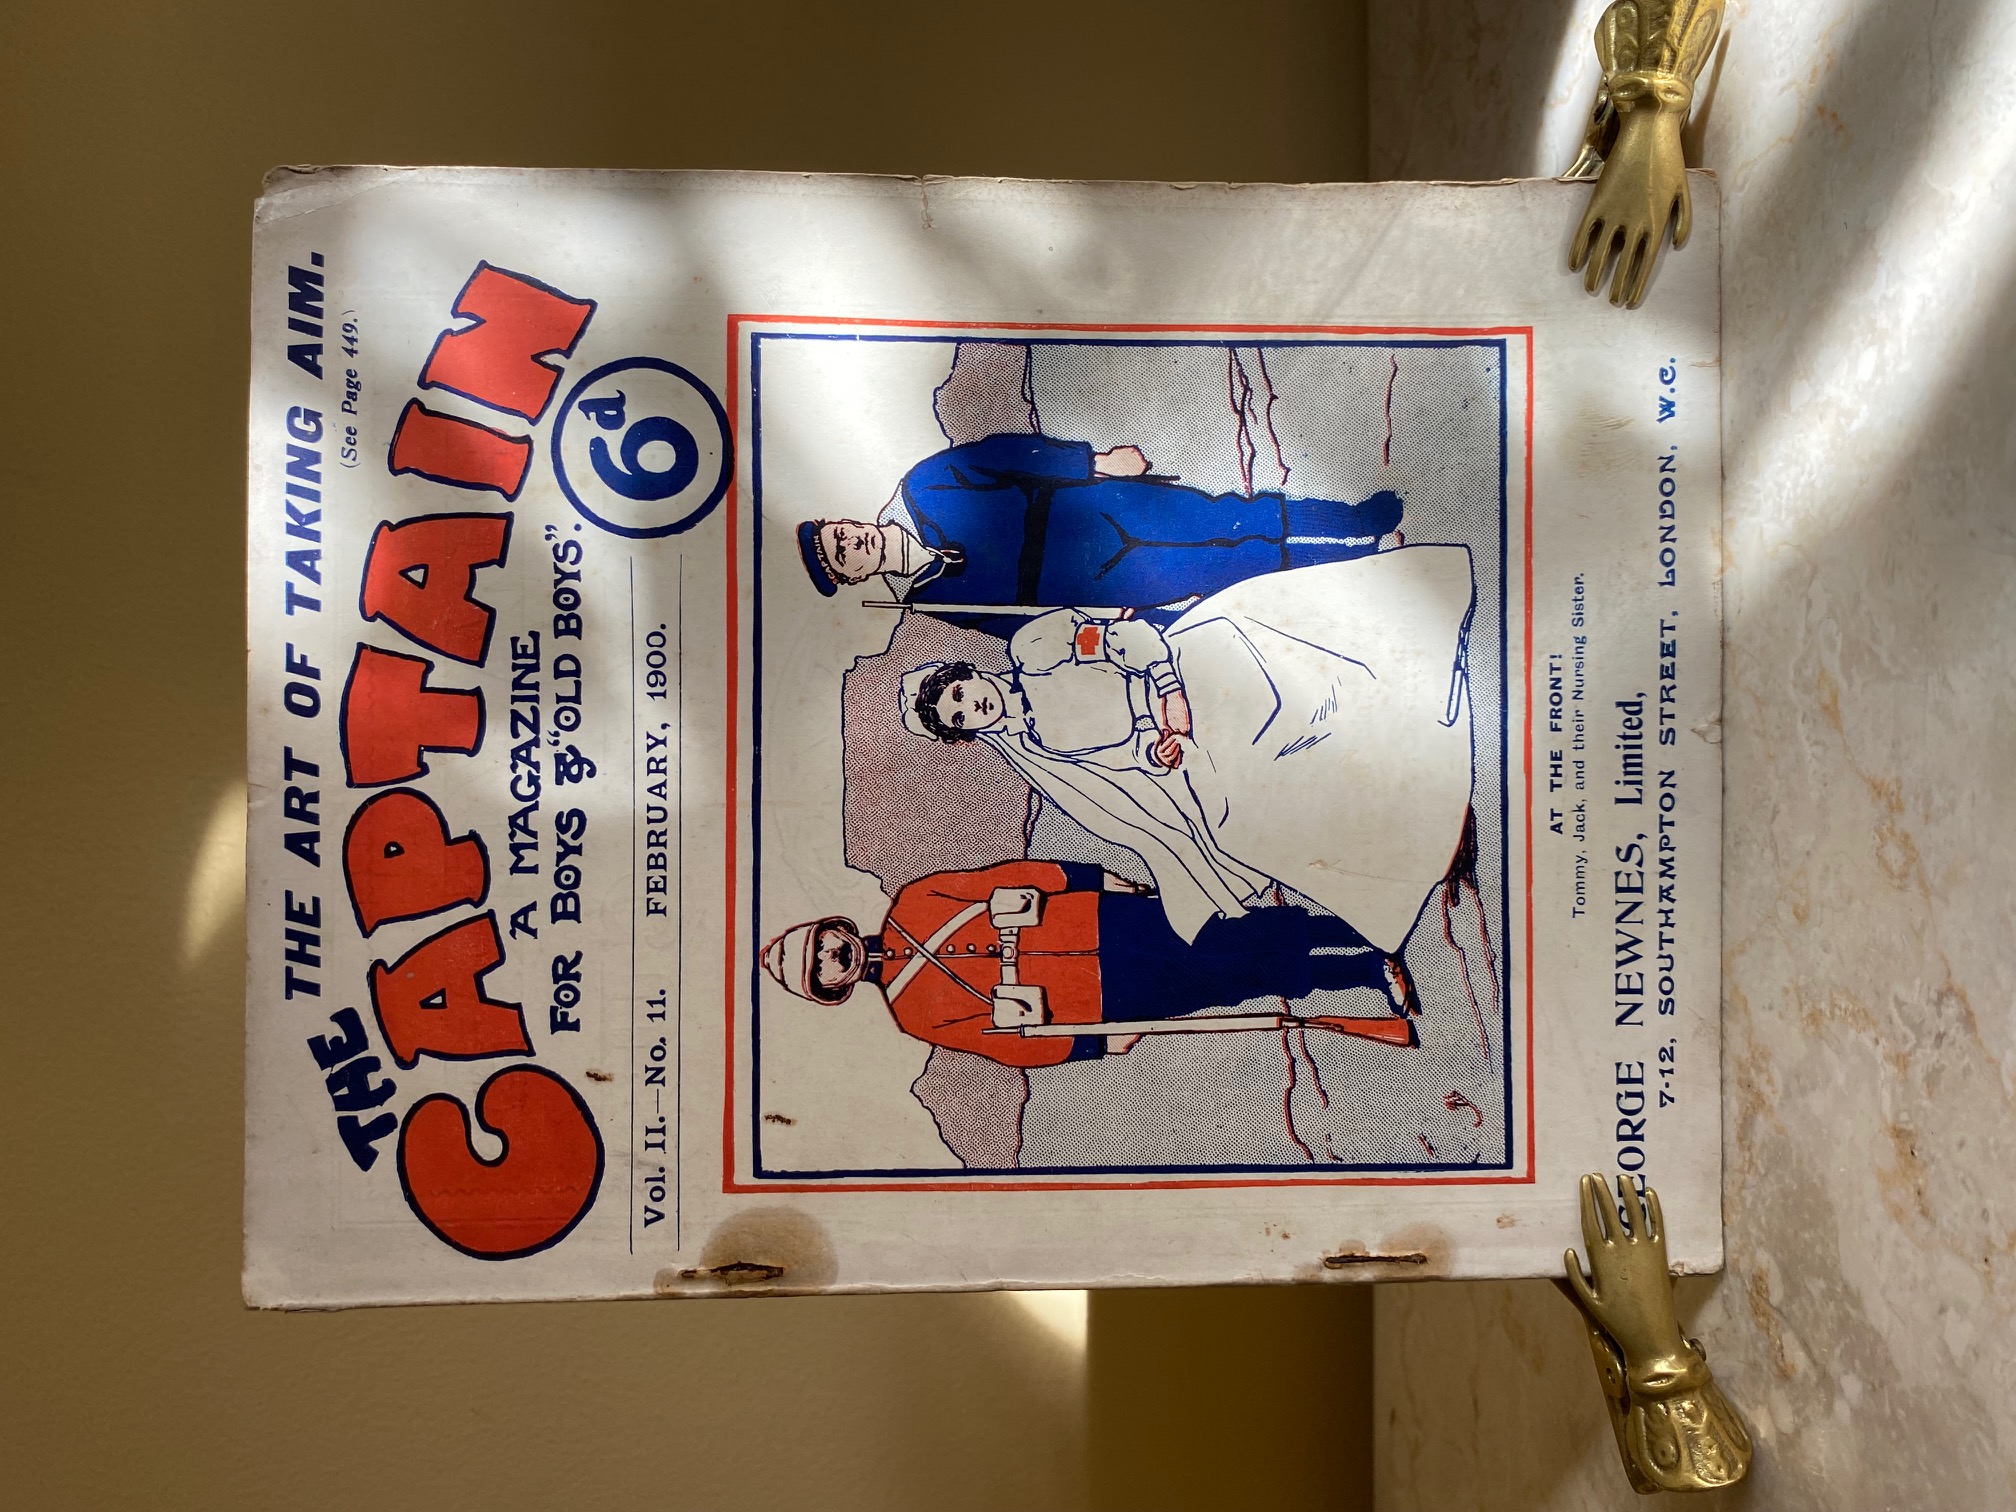 THE ART OF TAKING AIM.
(See Page 449.)
THE
CAPTAIN
A MAGAZINE
FOR BOYS & "OLD BOYS".
6d
Vol. II.—No. 11. FEBRUARY, 1900.
CAPTAIN
AT THE FRONT!
Tommy, Jack, and their Nursing Sister.
GEORGE NEWNES, Limited,
7-12, SOUTHAMPTON STREET, LONDON, W.C.